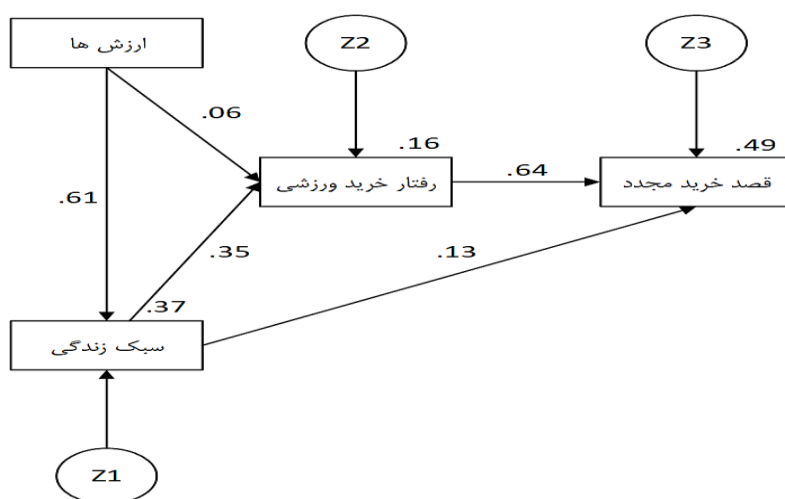 ارزش ها
Z2
Z3
.06
.16
.49
رفتار خرید ورزشی
.64
قصد خرید مجدد
.61
.35
.13
.37
سبک زندگی
Z1